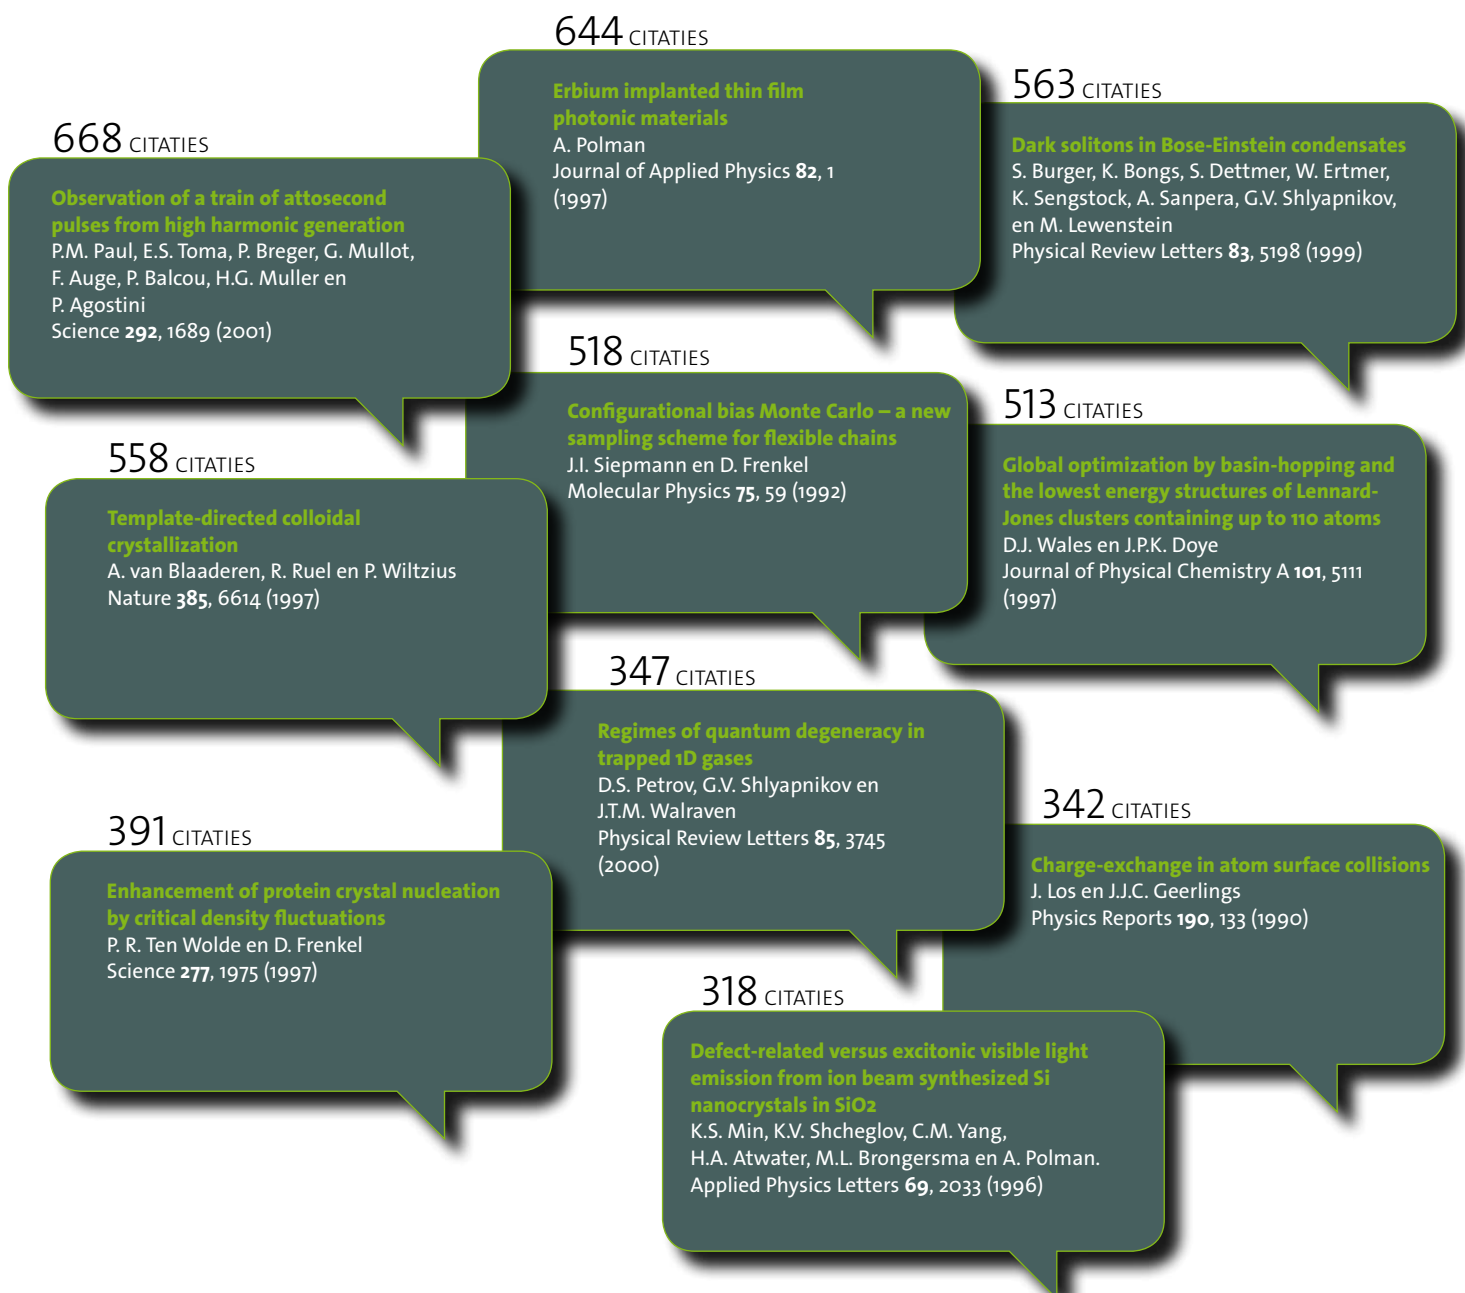 644 CITATIES
Erbium implanted thin film
photonic materials
A. Polman
Journal of Applied Physics 82, 1
(1997)
563 CITATIES
Dark solitons in Bose-Einstein condensates
S. Burger, K. Bongs, S. Dettmer, W. Ertmer,
K. Sengstock, A. Sanpera, G.V. Shlyapnikov,
en M. Lewenstein
Physical Review Letters 83, 5198 (1999)
668 CITATIES
Observation of a train of attosecond
pulses from high harmonic generation
P.M. Paul, E.S. Toma, P. Breger, G. Mullot,
F. Auge, P. Balcou, H.G. Muller en
P. Agostini
Science 292, 1689 (2001)
518 CITATIES
Configurational bias Monte Carlo – a new
sampling scheme for flexible chains
J.I. Siepmann en D. Frenkel
Molecular Physics 75, 59 (1992)
513 CITATIES
Global optimization by basin-hopping and
the lowest energy structures of Lennard-
Jones clusters containing up to 110 atoms
D.J. Wales en J.P.K. Doye
Journal of Physical Chemistry A 101, 5111
(1997)
558 CITATIES
Template-directed colloidal
crystallization
A. van Blaaderen, R. Ruel en P. Wiltzius
Nature 385, 6614 (1997)
347 CITATIES
Regimes of quantum degeneracy in
trapped 1D gases
D.S. Petrov, G.V. Shlyapnikov en
J.T.M. Walraven
Physical Review Letters 85, 3745
(2000)
342 CITATIES
Charge-exchange in atom surface collisions
J. Los en J.J.C. Geerlings
Physics Reports 190, 133 (1990)
391 CITATIES
Enhancement of protein crystal nucleation
by critical density fluctuations
P. R. Ten Wolde en D. Frenkel
Science 277, 1975 (1997)
318 CITATIES
Defect-related versus excitonic visible light
emission from ion beam synthesized Si
nanocrystals in SiO2
K.S. Min, K.V. Shcheglov, C.M. Yang,
H.A. Atwater, M.L. Brongersma en A. Polman.
Applied Physics Letters 69, 2033 (1996)